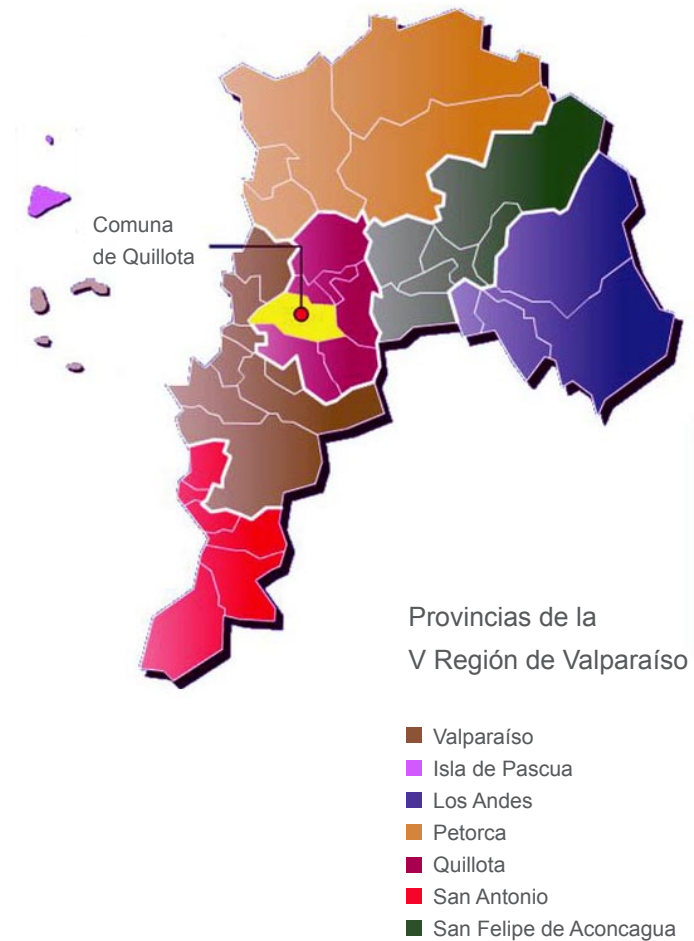 Comuna
de Quillota
Provincias de la
V Región de Valparaíso
Valparaíso
Isla de Pascua
Los Andes
Petorca
Quillota
San Antonio
San Felipe de Aconcagua